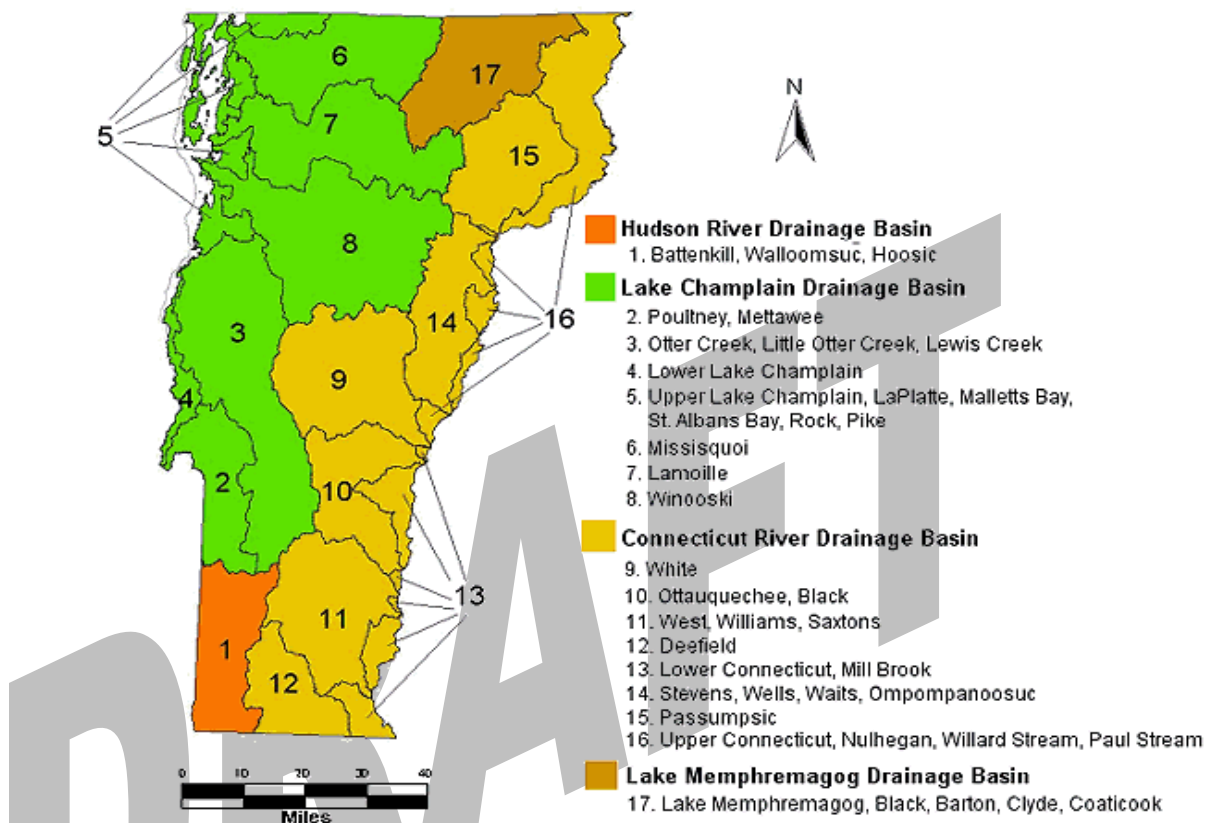 6
17
N
7
5
15
8
Hudson River Drainage Basin
1. Battenkill, Walloomsuc, Hoosic
Lake Champlain Drainage Basin
2. Poultney, Mettawee
3. Otter Creek, Little Otter Creek, Lewis Creek
4. Lower Lake Champlain
5. Upper Lake Champlain, LaPlatte, Malletts Bay,
St. Albans Bay, Rock, Pike
6. Missisquoi
7. Lamoille
8. Winooski
Connecticut River Drainage Basin
9. White
10. Ottauquechee, Black
11. West, Williams, Saxtons
12. Deefield
13. Lower Connecticut, Mill Brook
14. Stevens, Wells, Waits, Ompompanoosuc
15. Passumpsic
16. Upper Connecticut, Nulhegan, Willard Stream, Paul Stream
Lake Memphremagog Drainage Basin
17. Lake Memphremagog, Black, Barton, Clyde, Coaticook
3
14
16
9
4
2
10
13
11
1
12
0 10 20 30 40
Miles
DRAFT